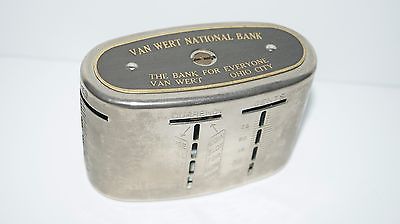 VAN WERT NATIONAL BANK
THE BANK FOR EVERYONE
VAN WERT OHIO CITY